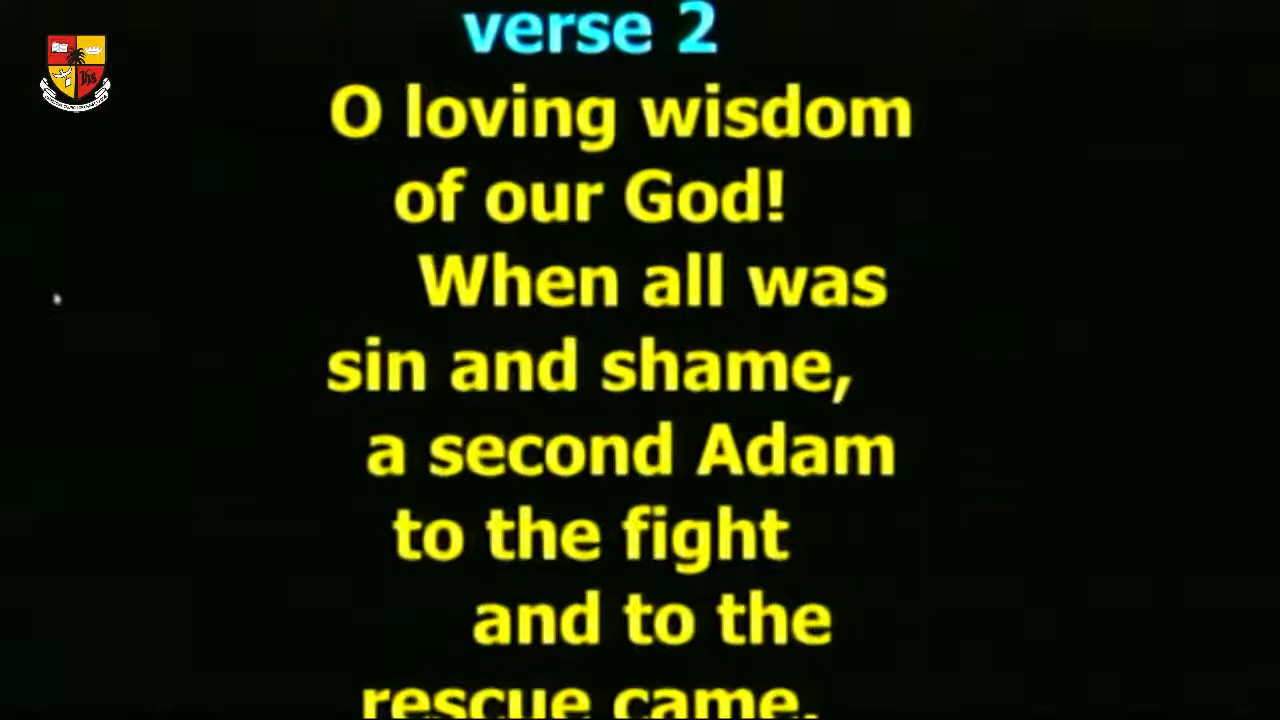 verse 2
O loving wisdom
of our God!
When all was
sin and shame,
a second Adam
to the fight
and to the
rescue came.
Ihs